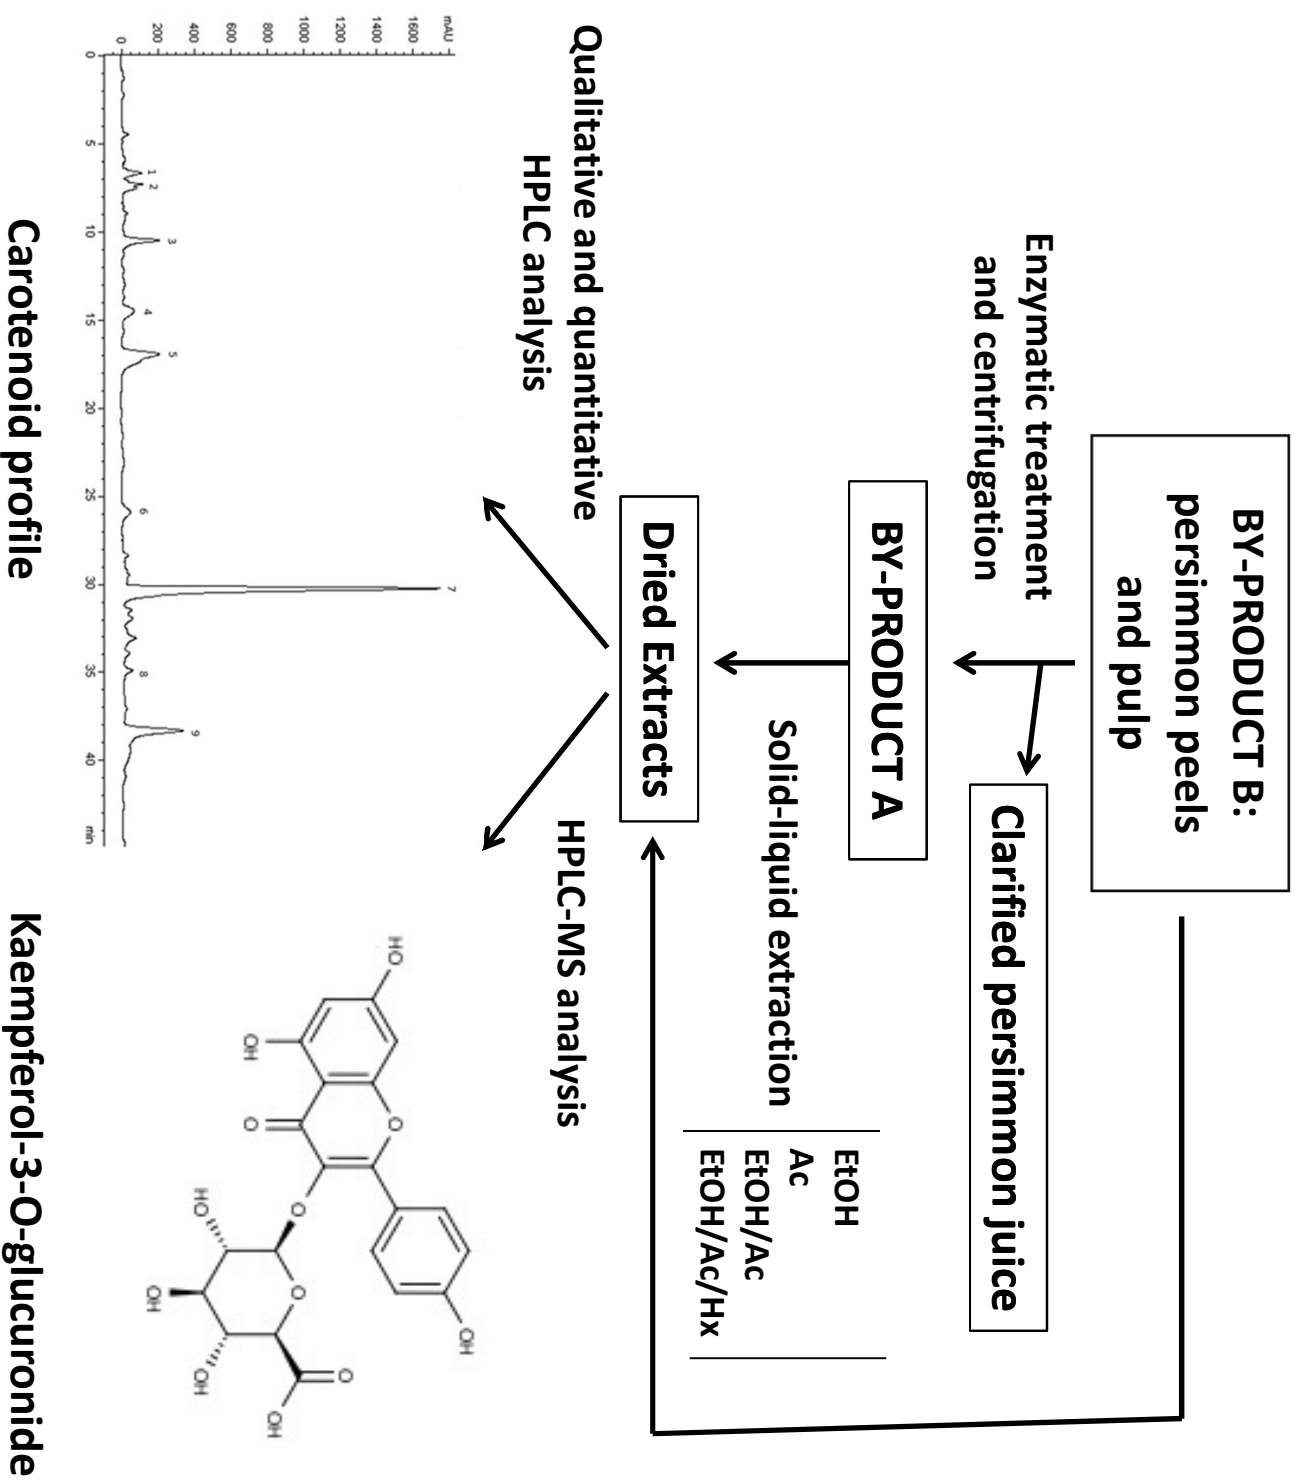 BY-PRODUCT B:
persimmon peels
and pulp
Enzymatic treatment
and centrifugation
Clarified persimmon juice
BY-PRODUCT A
Solid-liquid extraction
EtOH
Ac
EtOH/Ac
EtOH/Ac/Hx
Dried Extracts
Qualitative and quantitative
HPLC analysis
HPLC-MS analysis
mAU
1600
1400
1200
1000
800
600
400
200
0
1
2
3
4
5
6
7
8
9
0
5
10
15
20
25
30
35
40
min
Carotenoid profile
HO
OH
O
O
OH
O
HO
OH
OH
O
O
OH
Kaempferol-3-O-glucuronide